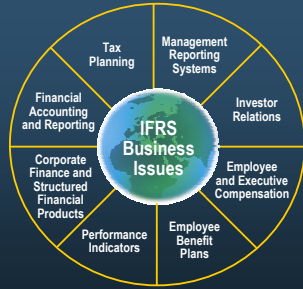 Tax
Planning
Management
Reporting
Systems
Financial
Accounting
and Reporting
Investor
Relations
IFRS
Business
Issues
Corporate
Finance and
Structured
Financial
Products
Employee
and Executive
Compensation
Performance
Indicators
Employee
Benefit
Plans